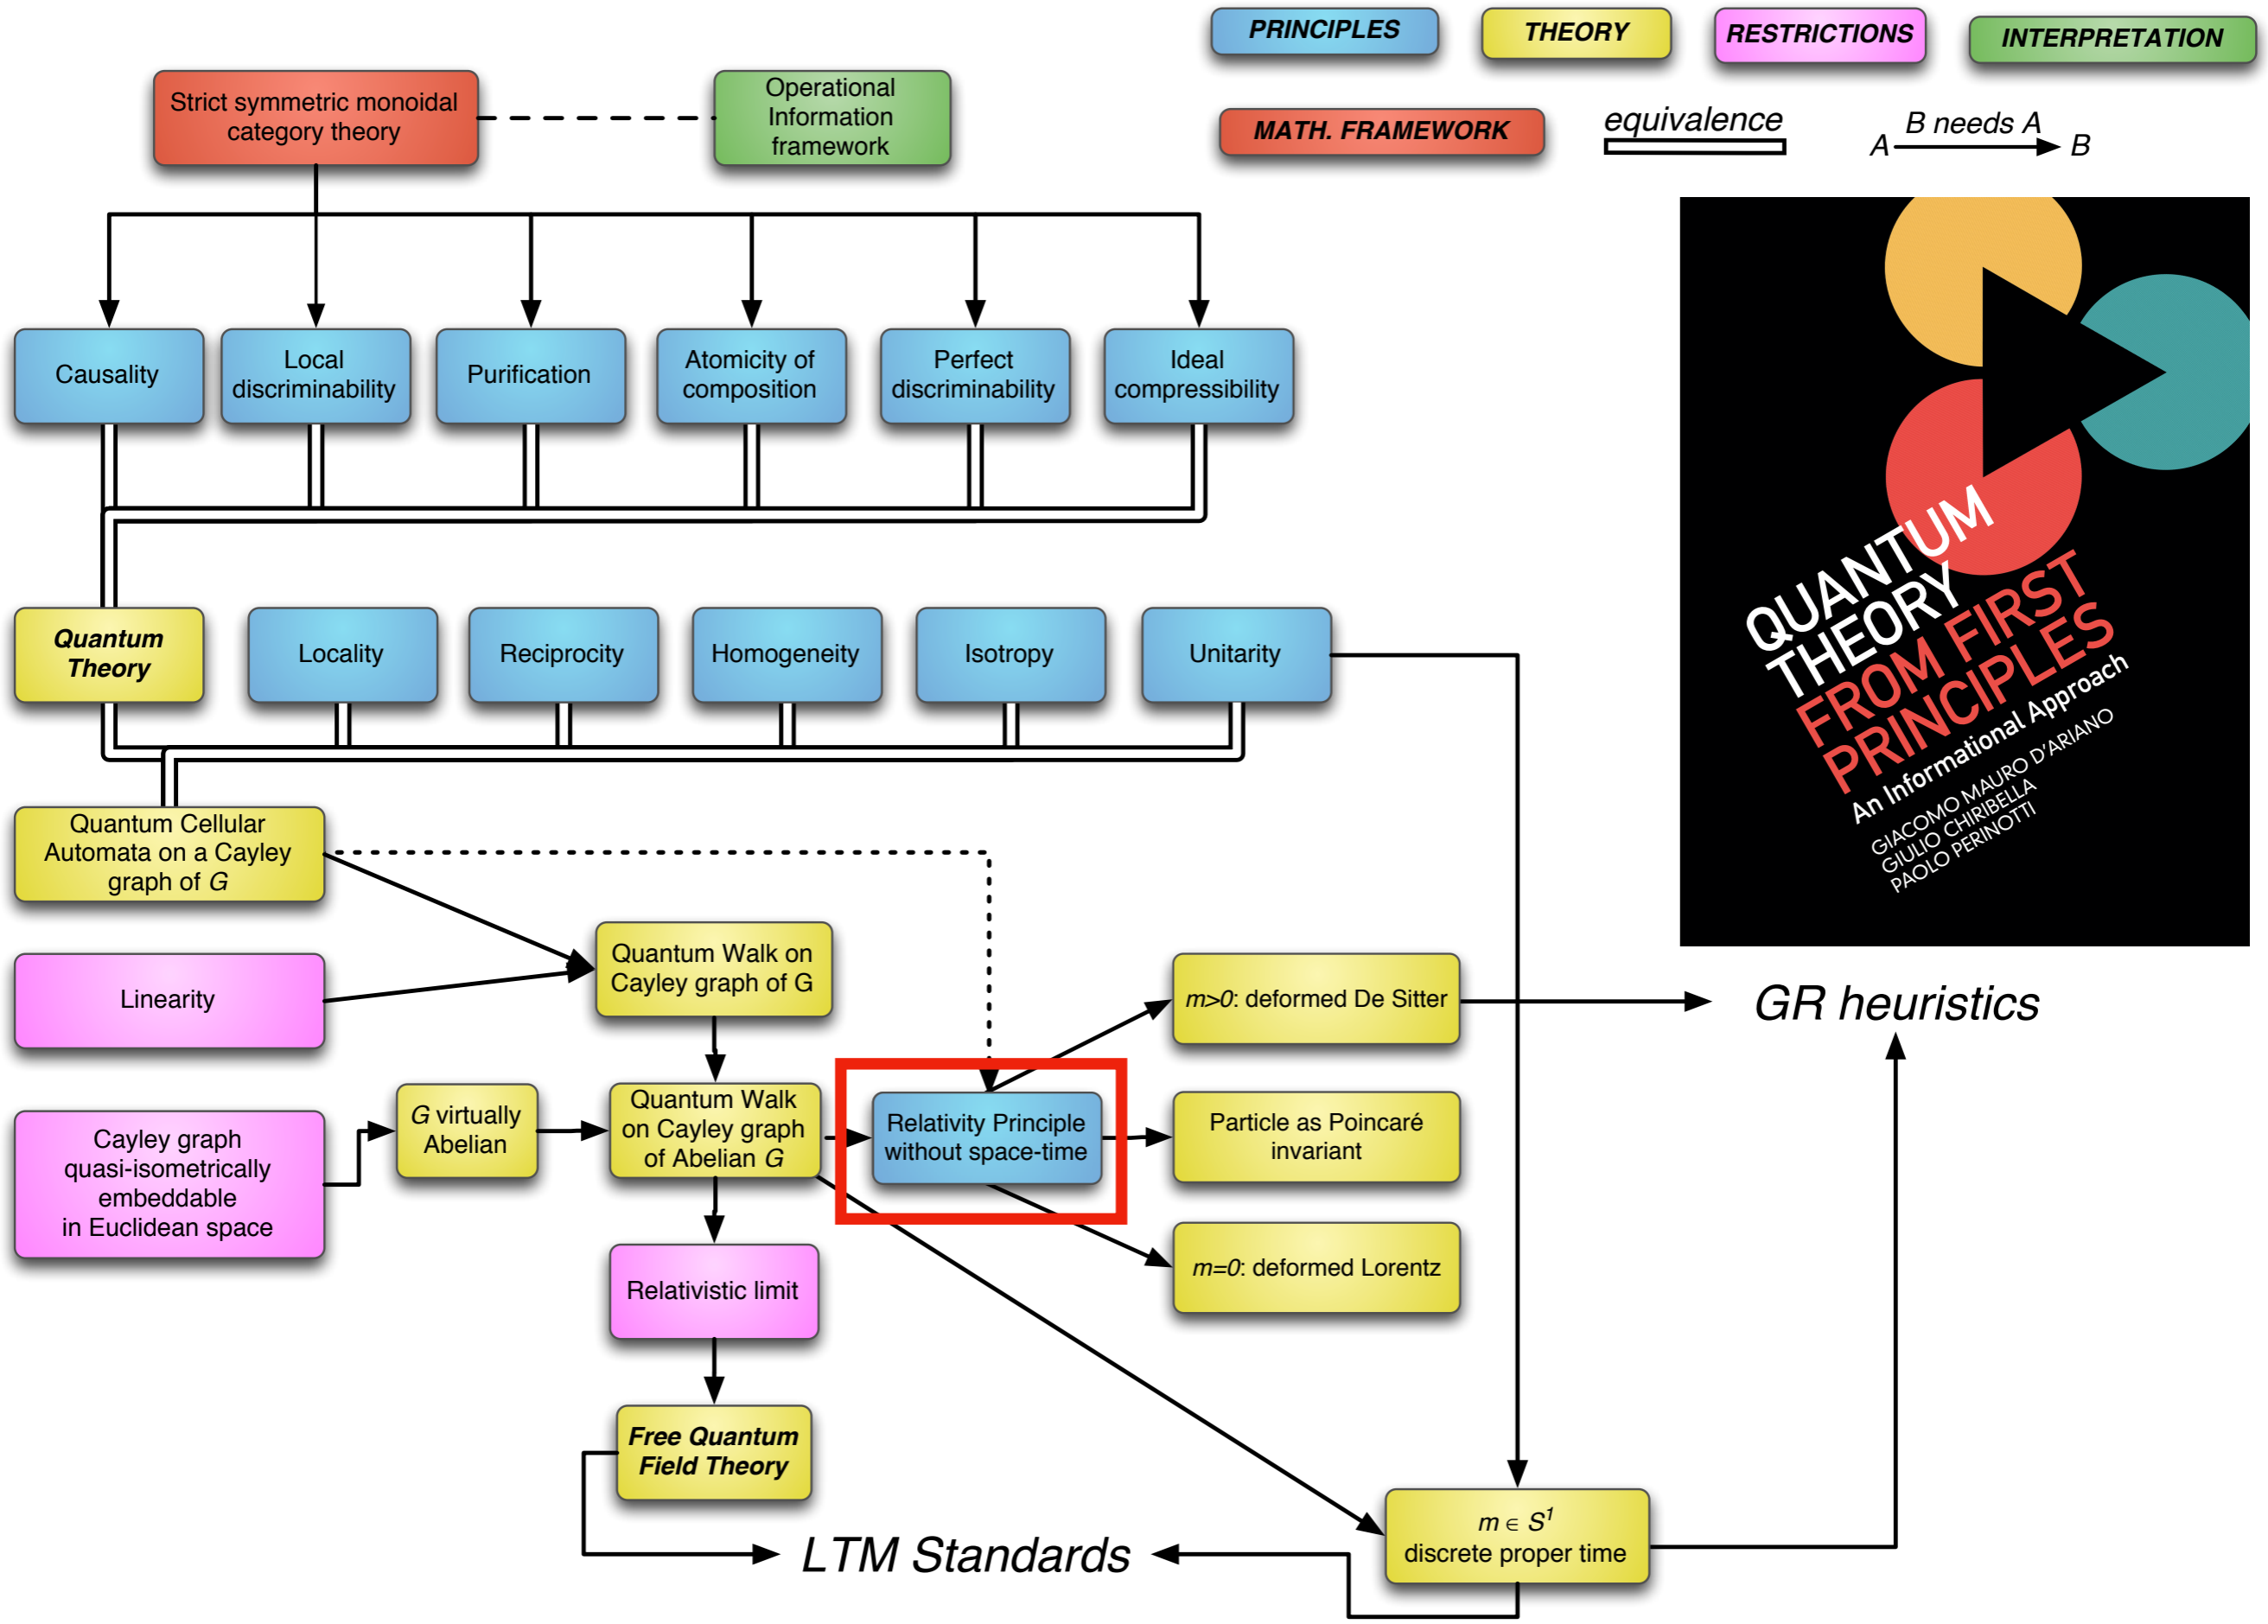 PRINCIPLES
THEORY
RESTRICTIONS
INTERPRETATION
MATH. FRAMEWORK
equivalence
B needs A
A
B
Strict symmetric monoidal
category theory
Operational
Information
framework
Causality
Local
discriminability
Purification
Atomicity of
composition
Perfect
discriminability
Ideal
compressibility
Quantum
Theory
Locality
Reciprocity
Homogeneity
Isotropy
Unitarity
QUANTUM
THEORY
FROM FIRST
PRINCIPLES
An Informational Approach
GIACOMO MAURO D'ARIANO
GIULIO CHIRIBELLA
PAOLO PERINOTTI
Quantum Cellular
Automata on a Cayley
graph of G
Linearity
Quantum Walk on
Cayley graph of G
m>0: deformed De Sitter
GR heuristics
Cayley graph
quasi-isometrically
embeddable
in Euclidean space
G virtually
Abelian
Quantum Walk
on Cayley graph
of Abelian G
Relativity Principle
without space-time
Particle as Poincaré
invariant
m=0: deformed Lorentz
Relativistic limit
Free Quantum
Field Theory
LTM Standards
m ∈ S¹
discrete proper time